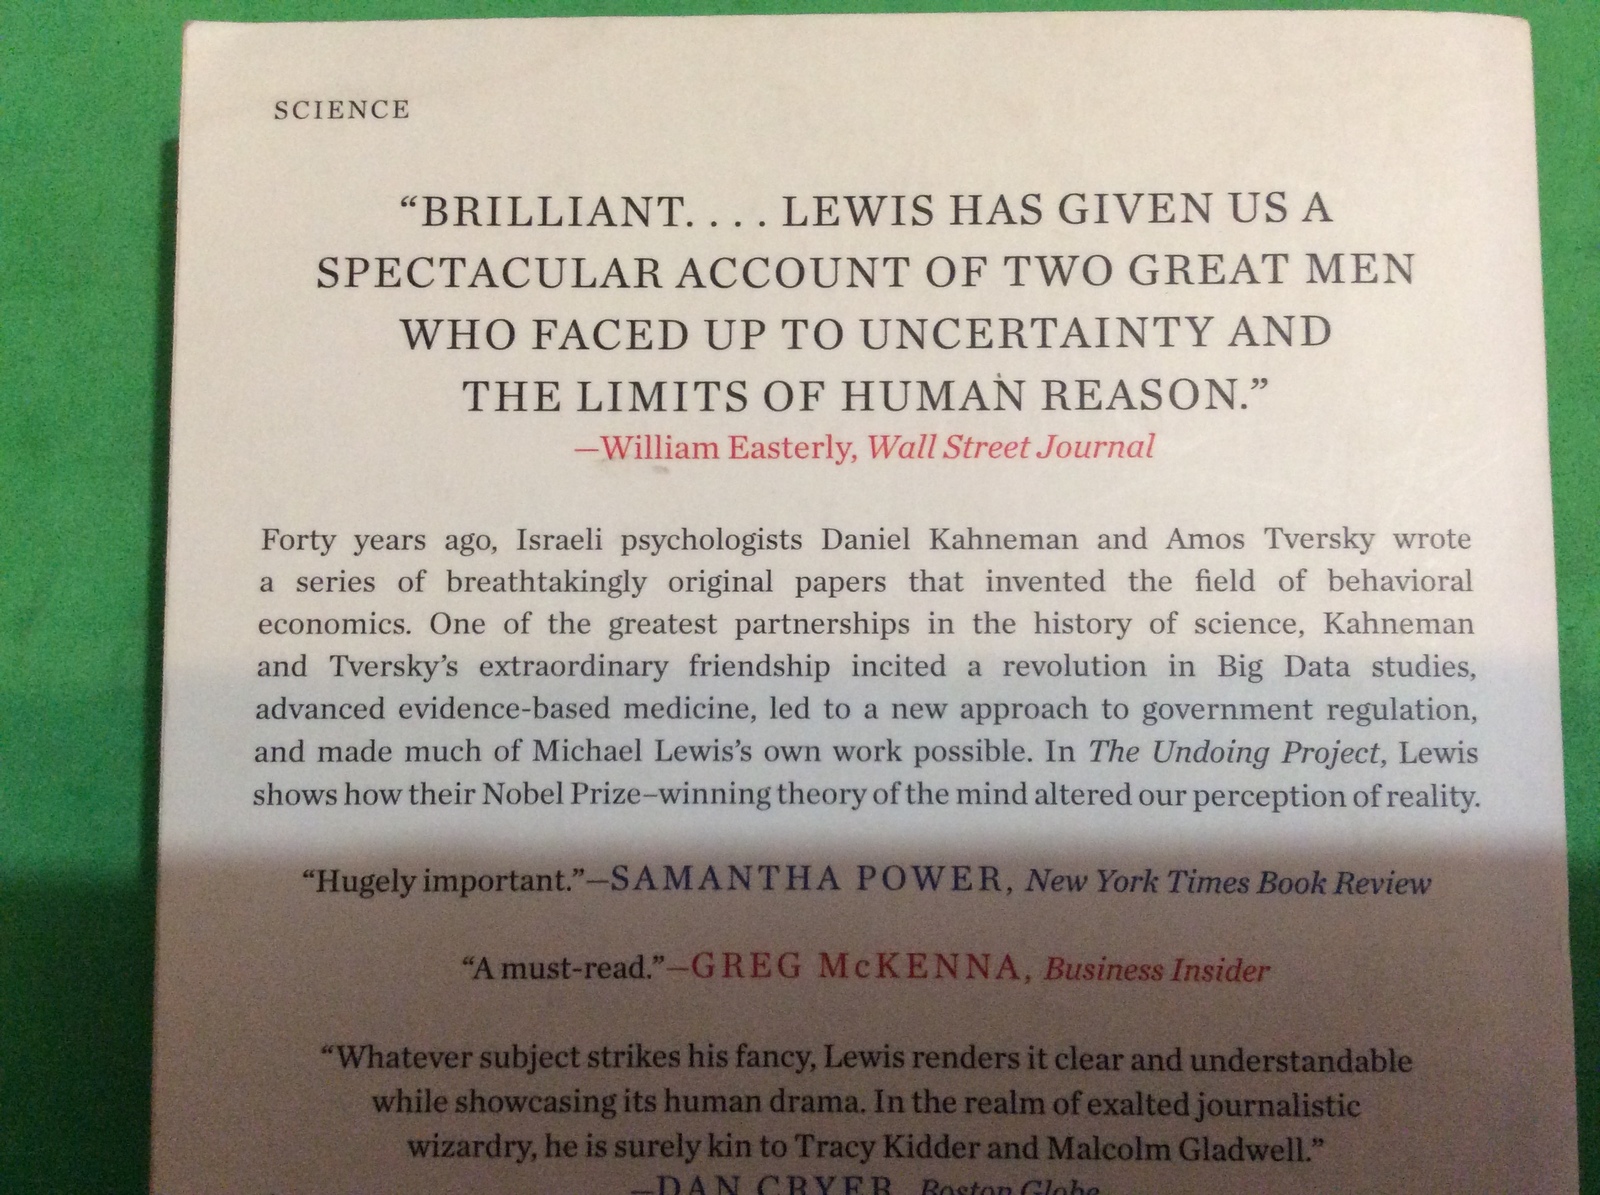 SCIENCE
“BRILLIANT. . . . LEWIS HAS GIVEN US A
SPECTACULAR ACCOUNT OF TWO GREAT MEN
WHO FACED UP TO UNCERTAINTY AND
THE LIMITS OF HUMAN REASON.”
—William Easterly, Wall Street Journal
Forty years ago, Israeli psychologists Daniel Kahneman and Amos Tversky wrote
a series of breathtakingly original papers that invented the field of behavioral
economics. One of the greatest partnerships in the history of science, Kahneman
and Tversky’s extraordinary friendship incited a revolution in Big Data studies,
advanced evidence-based medicine, led to a new approach to government regulation,
and made much of Michael Lewis’s own work possible. In The Undoing Project, Lewis
shows how their Nobel Prize–winning theory of the mind altered our perception of reality.
“Hugely important.”—SAMANTHA POWER, New York Times Book Review
“A must-read.”—GREG McKENNA, Business Insider
“Whatever subject strikes his fancy, Lewis renders it clear and understandable
while showcasing its human drama. In the realm of exalted journalistic
wizardry, he is surely kin to Tracy Kidder and Malcolm Gladwell.”
—DAN CRYER, Boston Globe